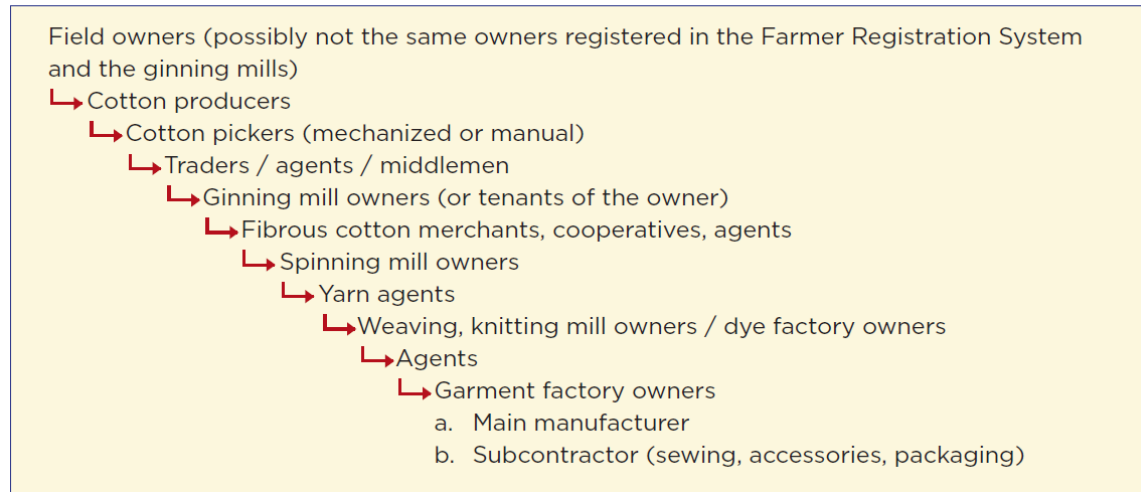 Field owners (possibly not the same owners registered in the Farmer Registration System
and the ginning mills)
Cotton producers
Cotton pickers (mechanized or manual)
Traders / agents / middlemen
Ginning mill owners (or tenants of the owner)
Fibrous cotton merchants, cooperatives, agents
Spinning mill owners
Yarn agents
Weaving, knitting mill owners / dye factory owners
Agents
Garment factory owners
a. Main manufacturer
b. Subcontractor (sewing, accessories, packaging)